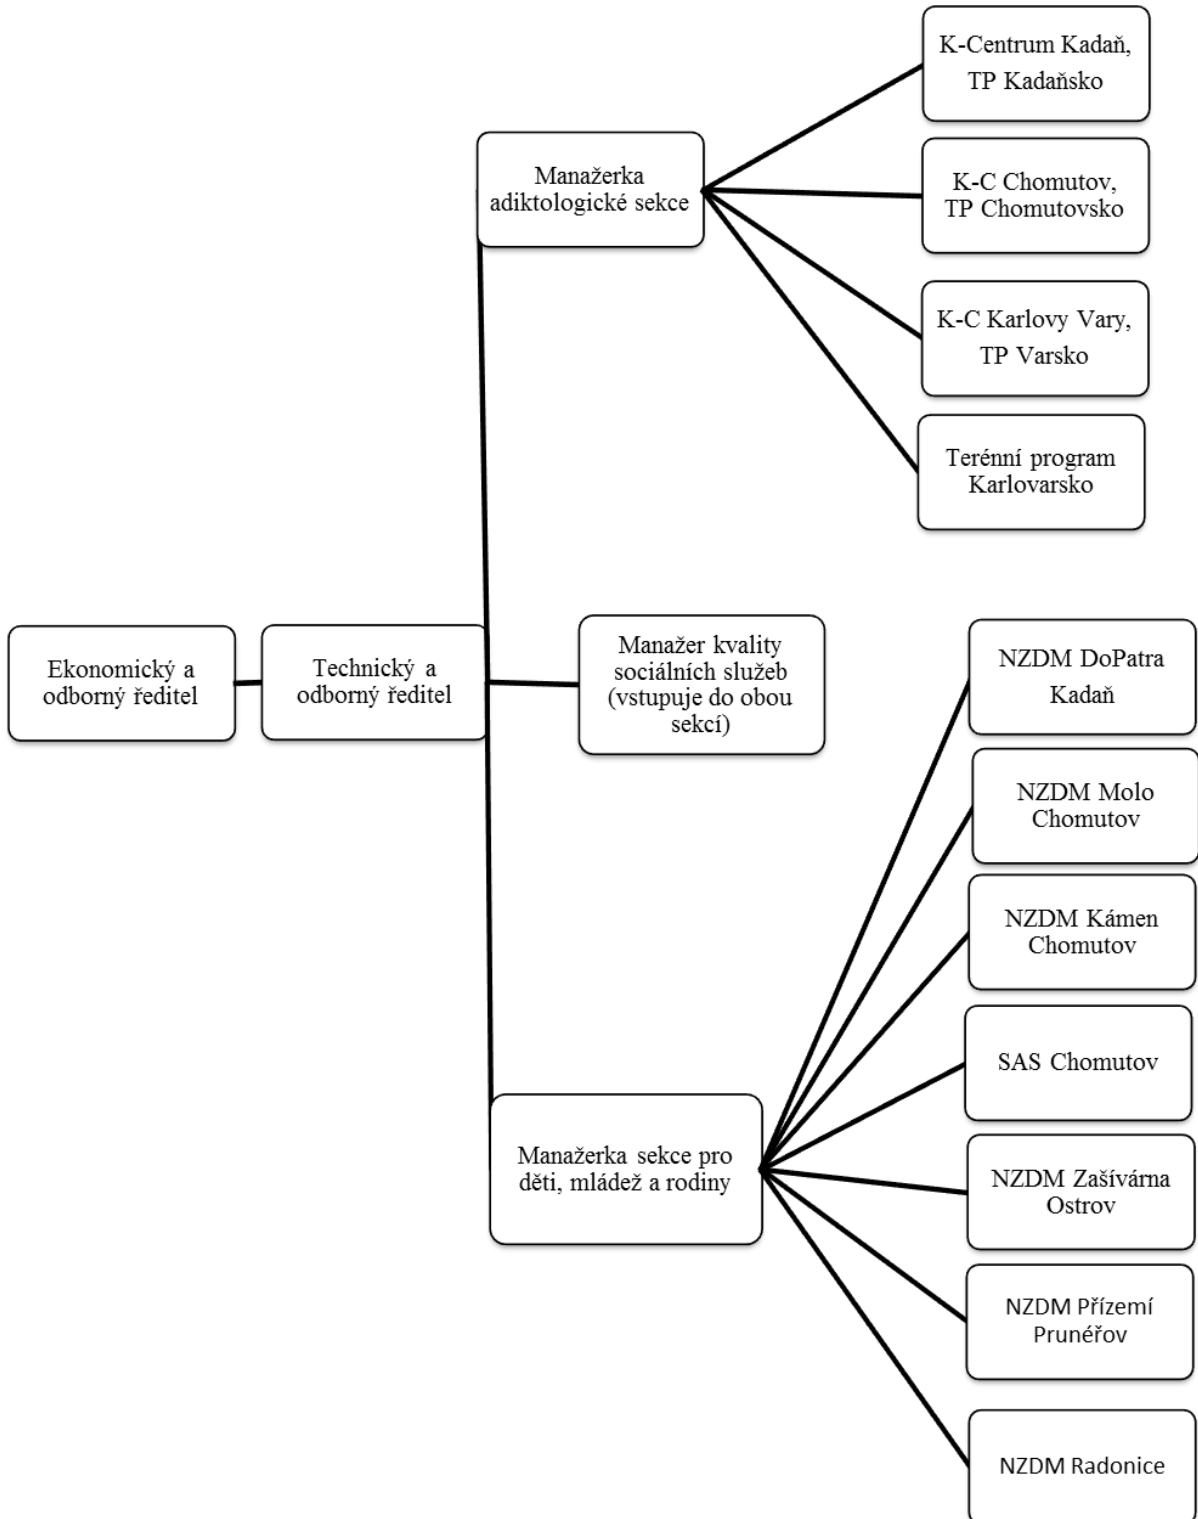 K-Centrum Kadaň,
TP Kadaňsko
Manažerka
adiktologické sekce
K-C Chomutov,
TP Chomutovsko
K-C Karlovy Vary,
TP Varsko
Terénní program
Karlovarsko
Ekonomický a
odborný ředitel
Technický a
odborný ředitel
Manažer kvality
sociálních služeb
(vstupuje do obou
sekcí)
NZDM DoPatra
Kadaň
NZDM Molo
Chomutov
NZDM Kámen
Chomutov
SAS Chomutov
Manažerka sekce pro
děti, mládež a rodiny
NZDM Zašívárna
Ostrov
NZDM Přízemí
Prunéřov
NZDM Radonice